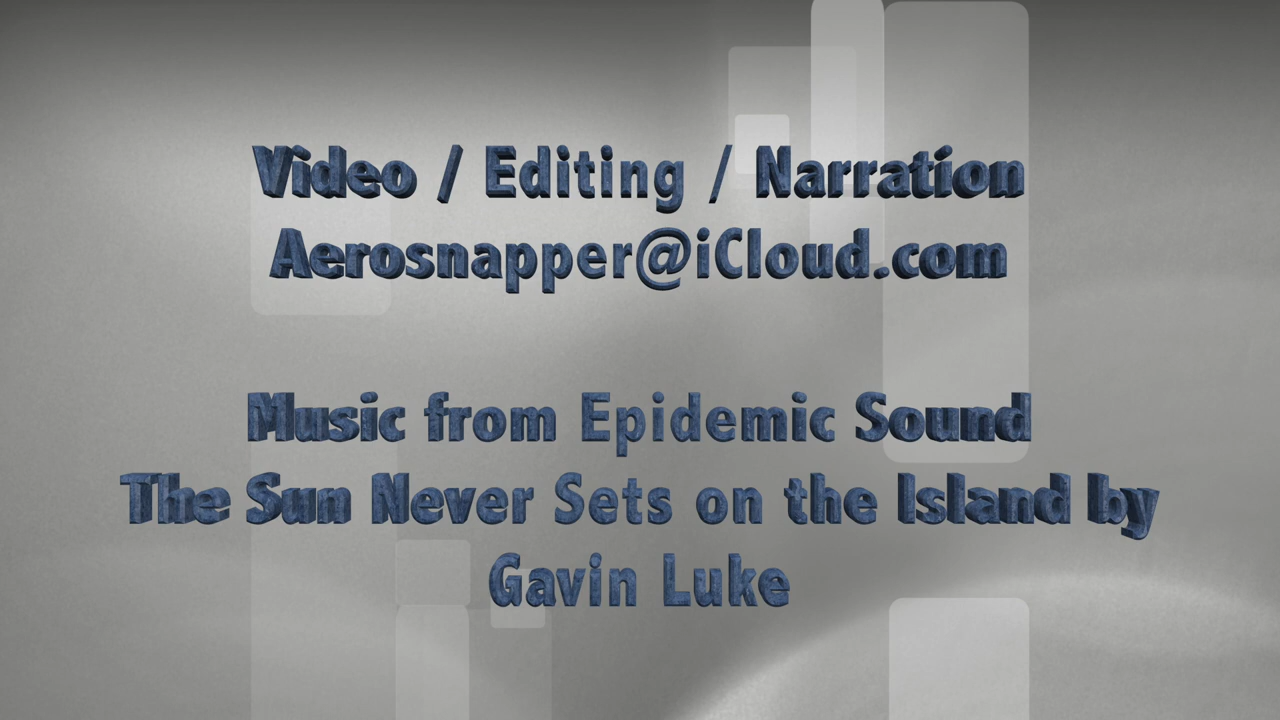 Video / Editing / Narration
Aerosnapper@iCloud.com
Music from Epidemic Sound
The Sun Never Sets on the Island by
Gavin Luke